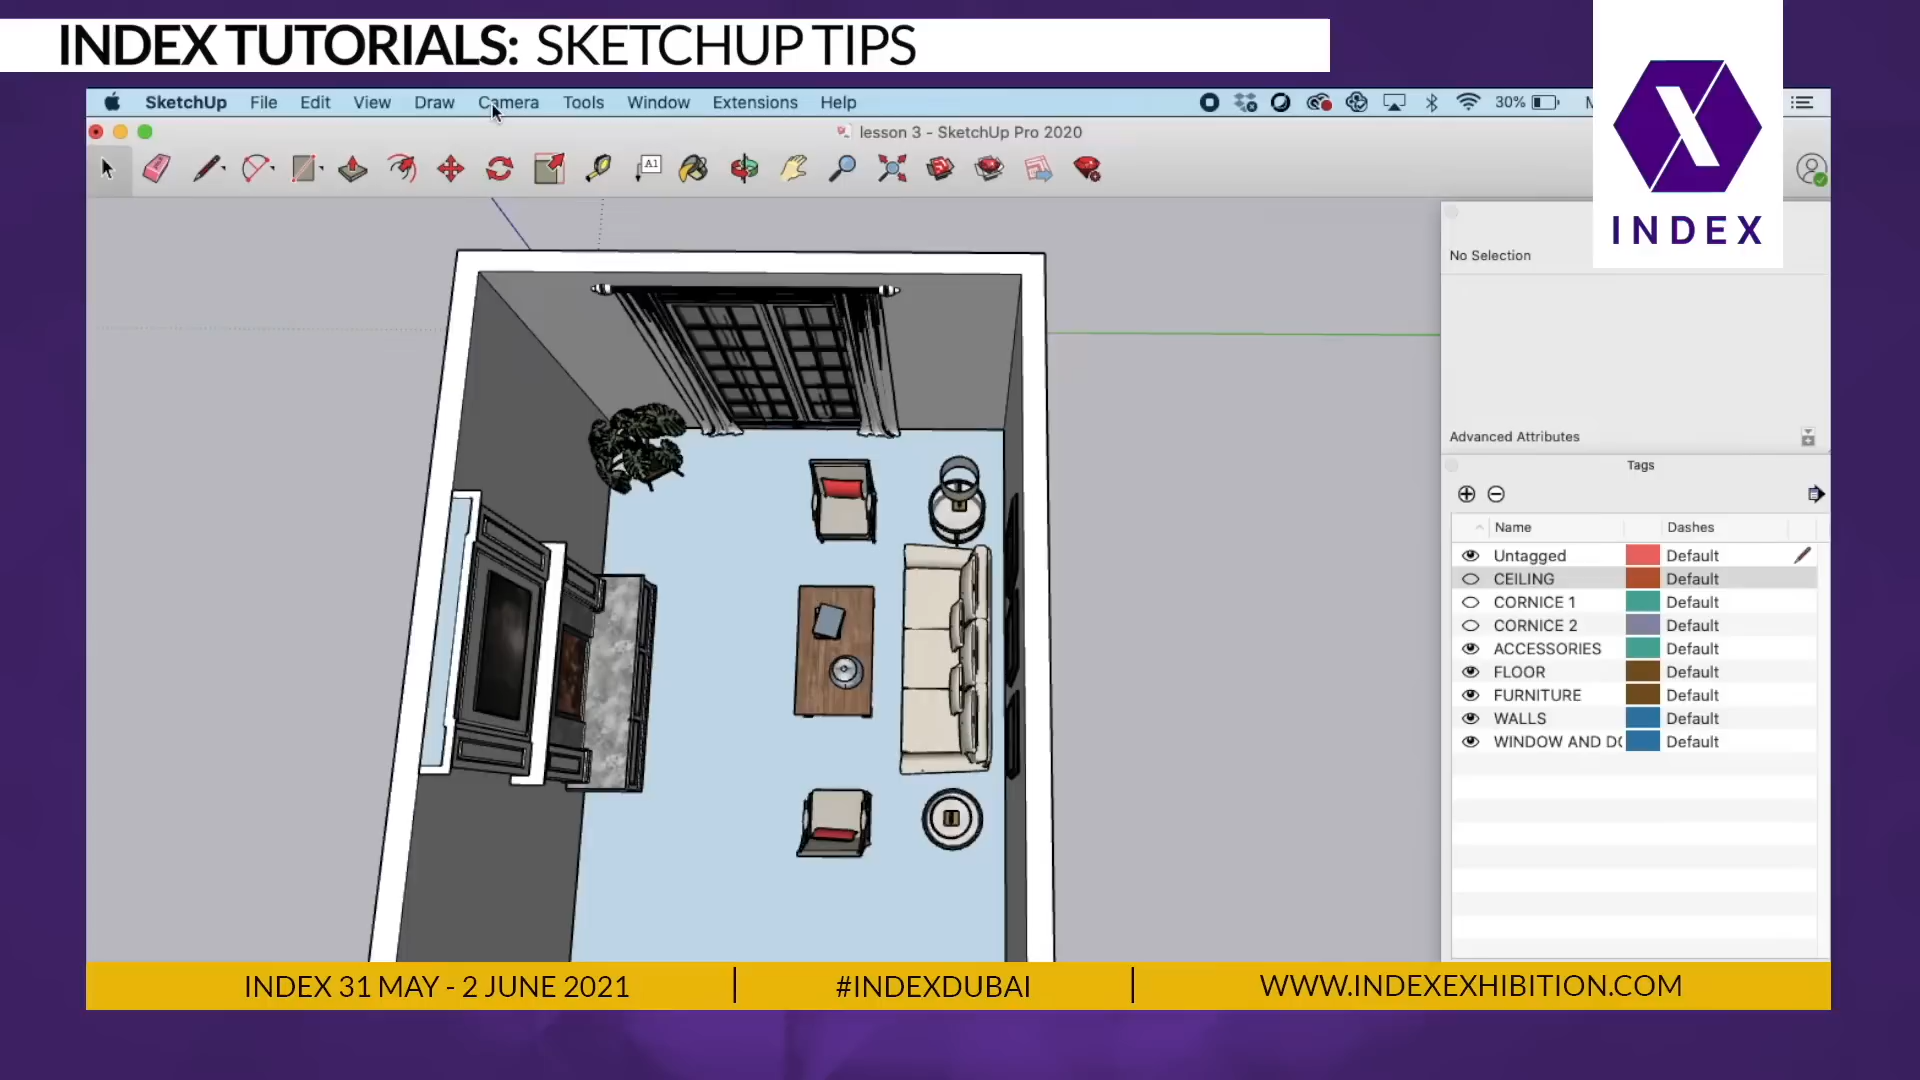 INDEX TUTORIALS: SKETCHUP TIPS
SketchUp File Edit View Draw Camera Tools Window Extensions Help 30%
lesson 3 - SketchUp Pro 2020
A1
INDEX
No Selection
Advanced Attributes
Tags
Name Dashes
Untagged Default
CEILING Default
CORNICE 1 Default
CORNICE 2 Default
ACCESSORIES Default
FLOOR Default
FURNITURE Default
WALLS Default
WINDOW AND Default
INDEX 31 MAY - 2 JUNE 2021 #INDEXDUBAI WWW.INDEXEXHIBITION.COM